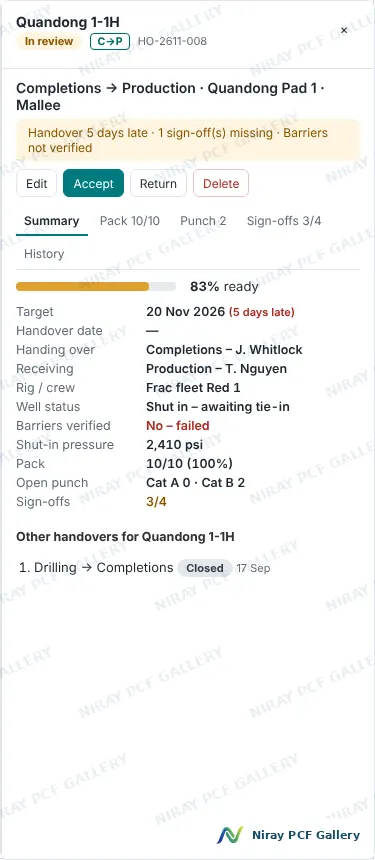 Quandong 1-1H
×
In review C→P HO-2611-008
Completions → Production · Quandong Pad 1 ·
Mallee
Handover 5 days late · 1 sign-off(s) missing · Barriers
not verified
Edit Accept Return Delete
Summary Pack 10/10 Punch 2 Sign-offs 3/4
History
83% ready
Target 20 Nov 2026 (5 days late)
Handover date —
Handing over Completions – J. Whitlock
Receiving Production – T. Nguyen
Rig / crew Frac fleet Red 1
Well status Shut in – awaiting tie-in
Barriers verified No – failed
Shut-in pressure 2,410 psi
Pack 10/10 (100%)
Open punch Cat A 0 · Cat B 2
Sign-offs 3/4
Other handovers for Quandong 1-1H
1. Drilling → Completions Closed 17 Sep
Niray PCF Gallery